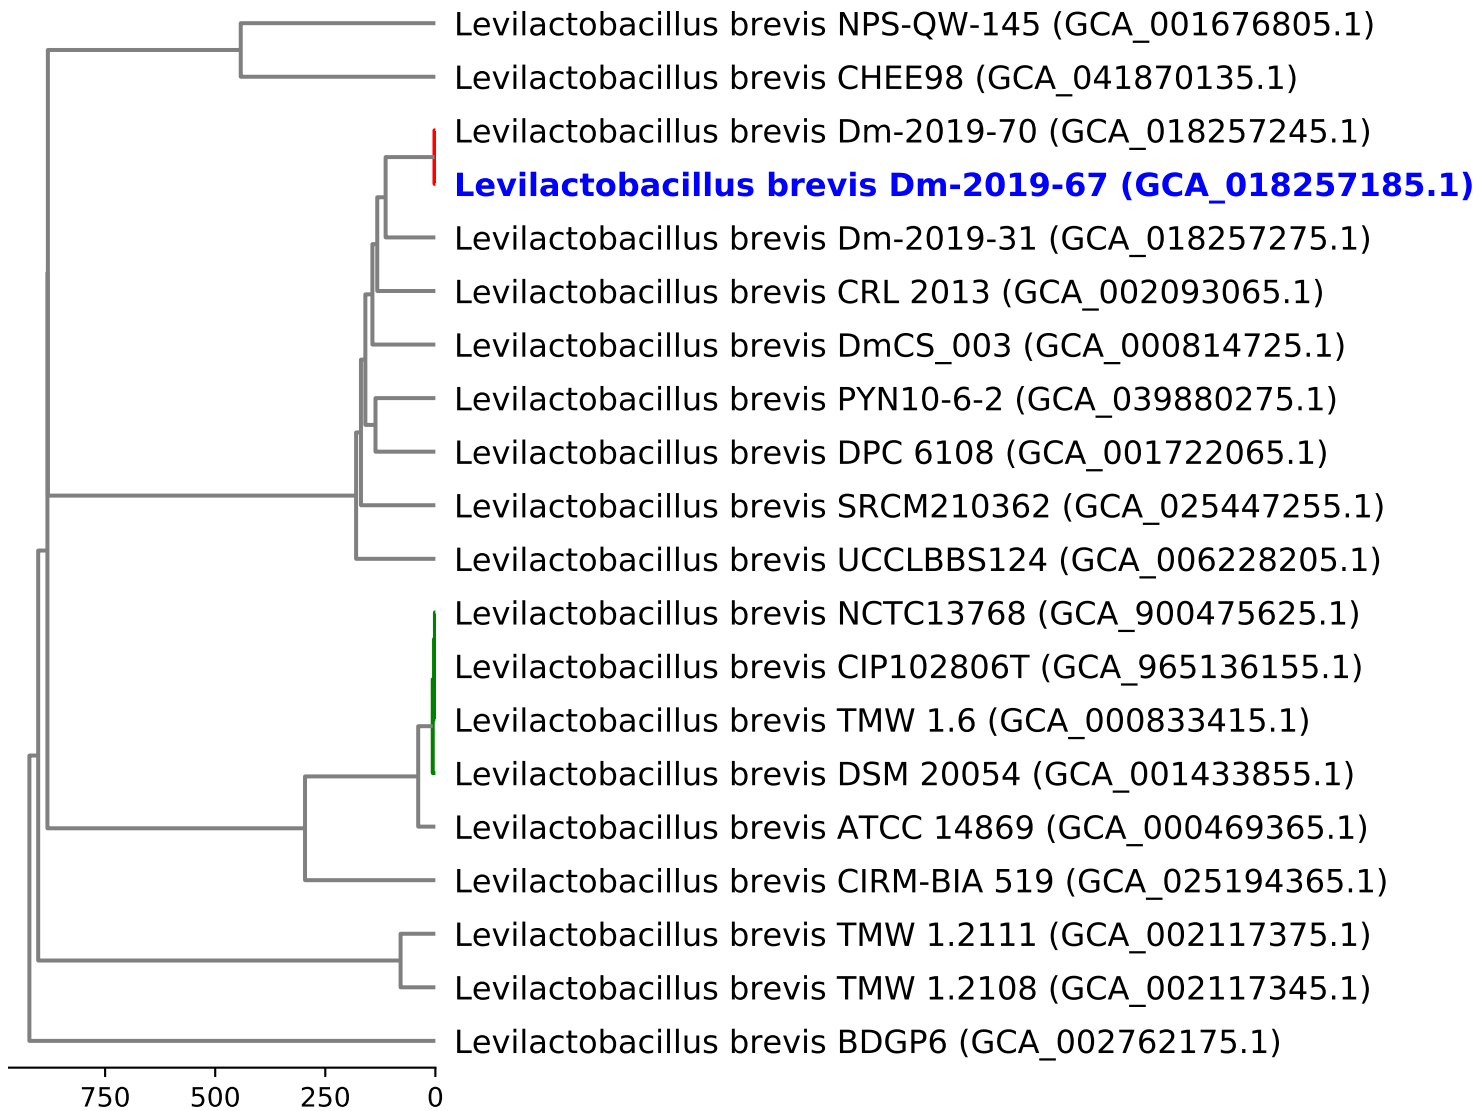 Levilactobacillus brevis NPS-QW-145 (GCA_001676805.1)
Levilactobacillus brevis CHEE98 (GCA_041870135.1)
Levilactobacillus brevis Dm-2019-70 (GCA_018257245.1)
Levilactobacillus brevis Dm-2019-67 (GCA_018257185.1)
Levilactobacillus brevis Dm-2019-31 (GCA_018257275.1)
Levilactobacillus brevis CRL 2013 (GCA_002093065.1)
Levilactobacillus brevis DmCS_003 (GCA_000814725.1)
Levilactobacillus brevis PYN10-6-2 (GCA_039880275.1)
Levilactobacillus brevis DPC 6108 (GCA_001722065.1)
Levilactobacillus brevis SRCM210362 (GCA_025447255.1)
Levilactobacillus brevis UCCLBBS124 (GCA_006228205.1)
Levilactobacillus brevis NCTC13768 (GCA_900475625.1)
Levilactobacillus brevis CIP102806T (GCA_965136155.1)
Levilactobacillus brevis TMW 1.6 (GCA_000833415.1)
Levilactobacillus brevis DSM 20054 (GCA_001433855.1)
Levilactobacillus brevis ATCC 14869 (GCA_000469365.1)
Levilactobacillus brevis CIRM-BIA 519 (GCA_025194365.1)
Levilactobacillus brevis TMW 1.2111 (GCA_002117375.1)
Levilactobacillus brevis TMW 1.2108 (GCA_002117345.1)
Levilactobacillus brevis BDGP6 (GCA_002762175.1)
750 500 250 0